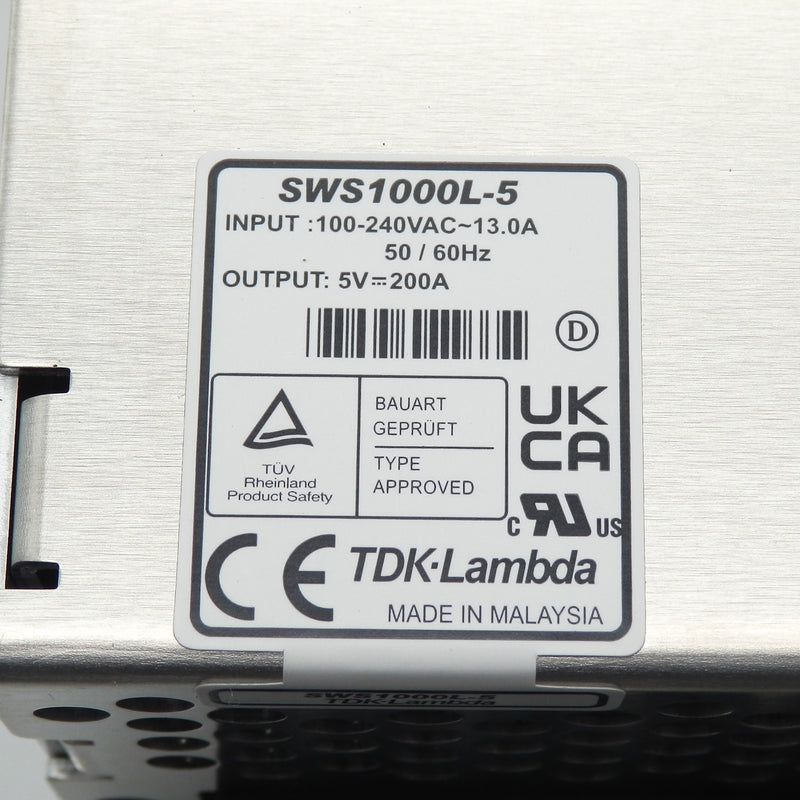 SWS1000L-5
INPUT :100-240VAC~13.0A
50 / 60Hz
OUTPUT: 5V⎓200A
D
TÜV
Rheinland
Product Safety
BAUART
GEPRÜFT
TYPE
APPROVED
UK
CA
c RU US
CE
TDK·Lambda
MADE IN MALAYSIA
SWS1000L-5
TDK-Lambda